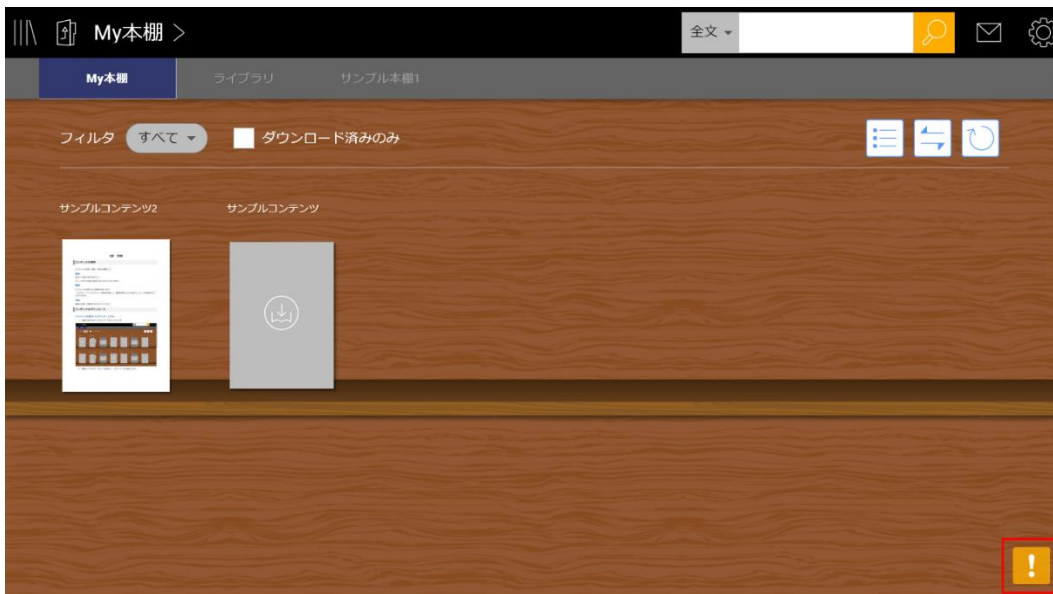 My本棚 >
全文
My本棚
ライブラリ
サンプル本棚1
フィルタ すべて ダウンロード済みのみ
サンプルコンテンツ2
サンプルコンテンツ
!